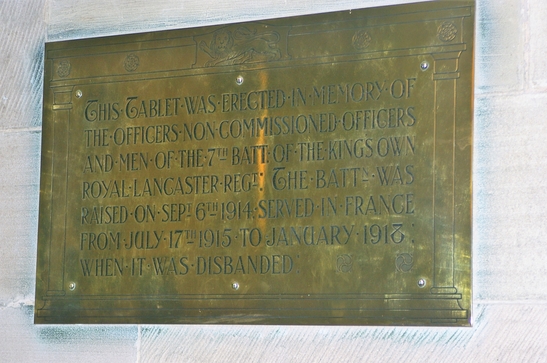 THIS·TABLET·WAS·ERECTED·IN·MEMORY·OF
THE·OFFICERS·NON·COMMISSIONED·OFFICERS
AND·MEN·OF·THE·7TH BATT. OF·THE·KINGS OWN
ROYAL·LANCASTER·REGT. THE·BATTN·WAS
RAISED·ON·SEPT 6TH 1914·SERVED·IN·FRANCE
FROM·JULY·17TH 1915·TO·JANUARY·1918.
WHEN·IT·WAS·DISBANDED.